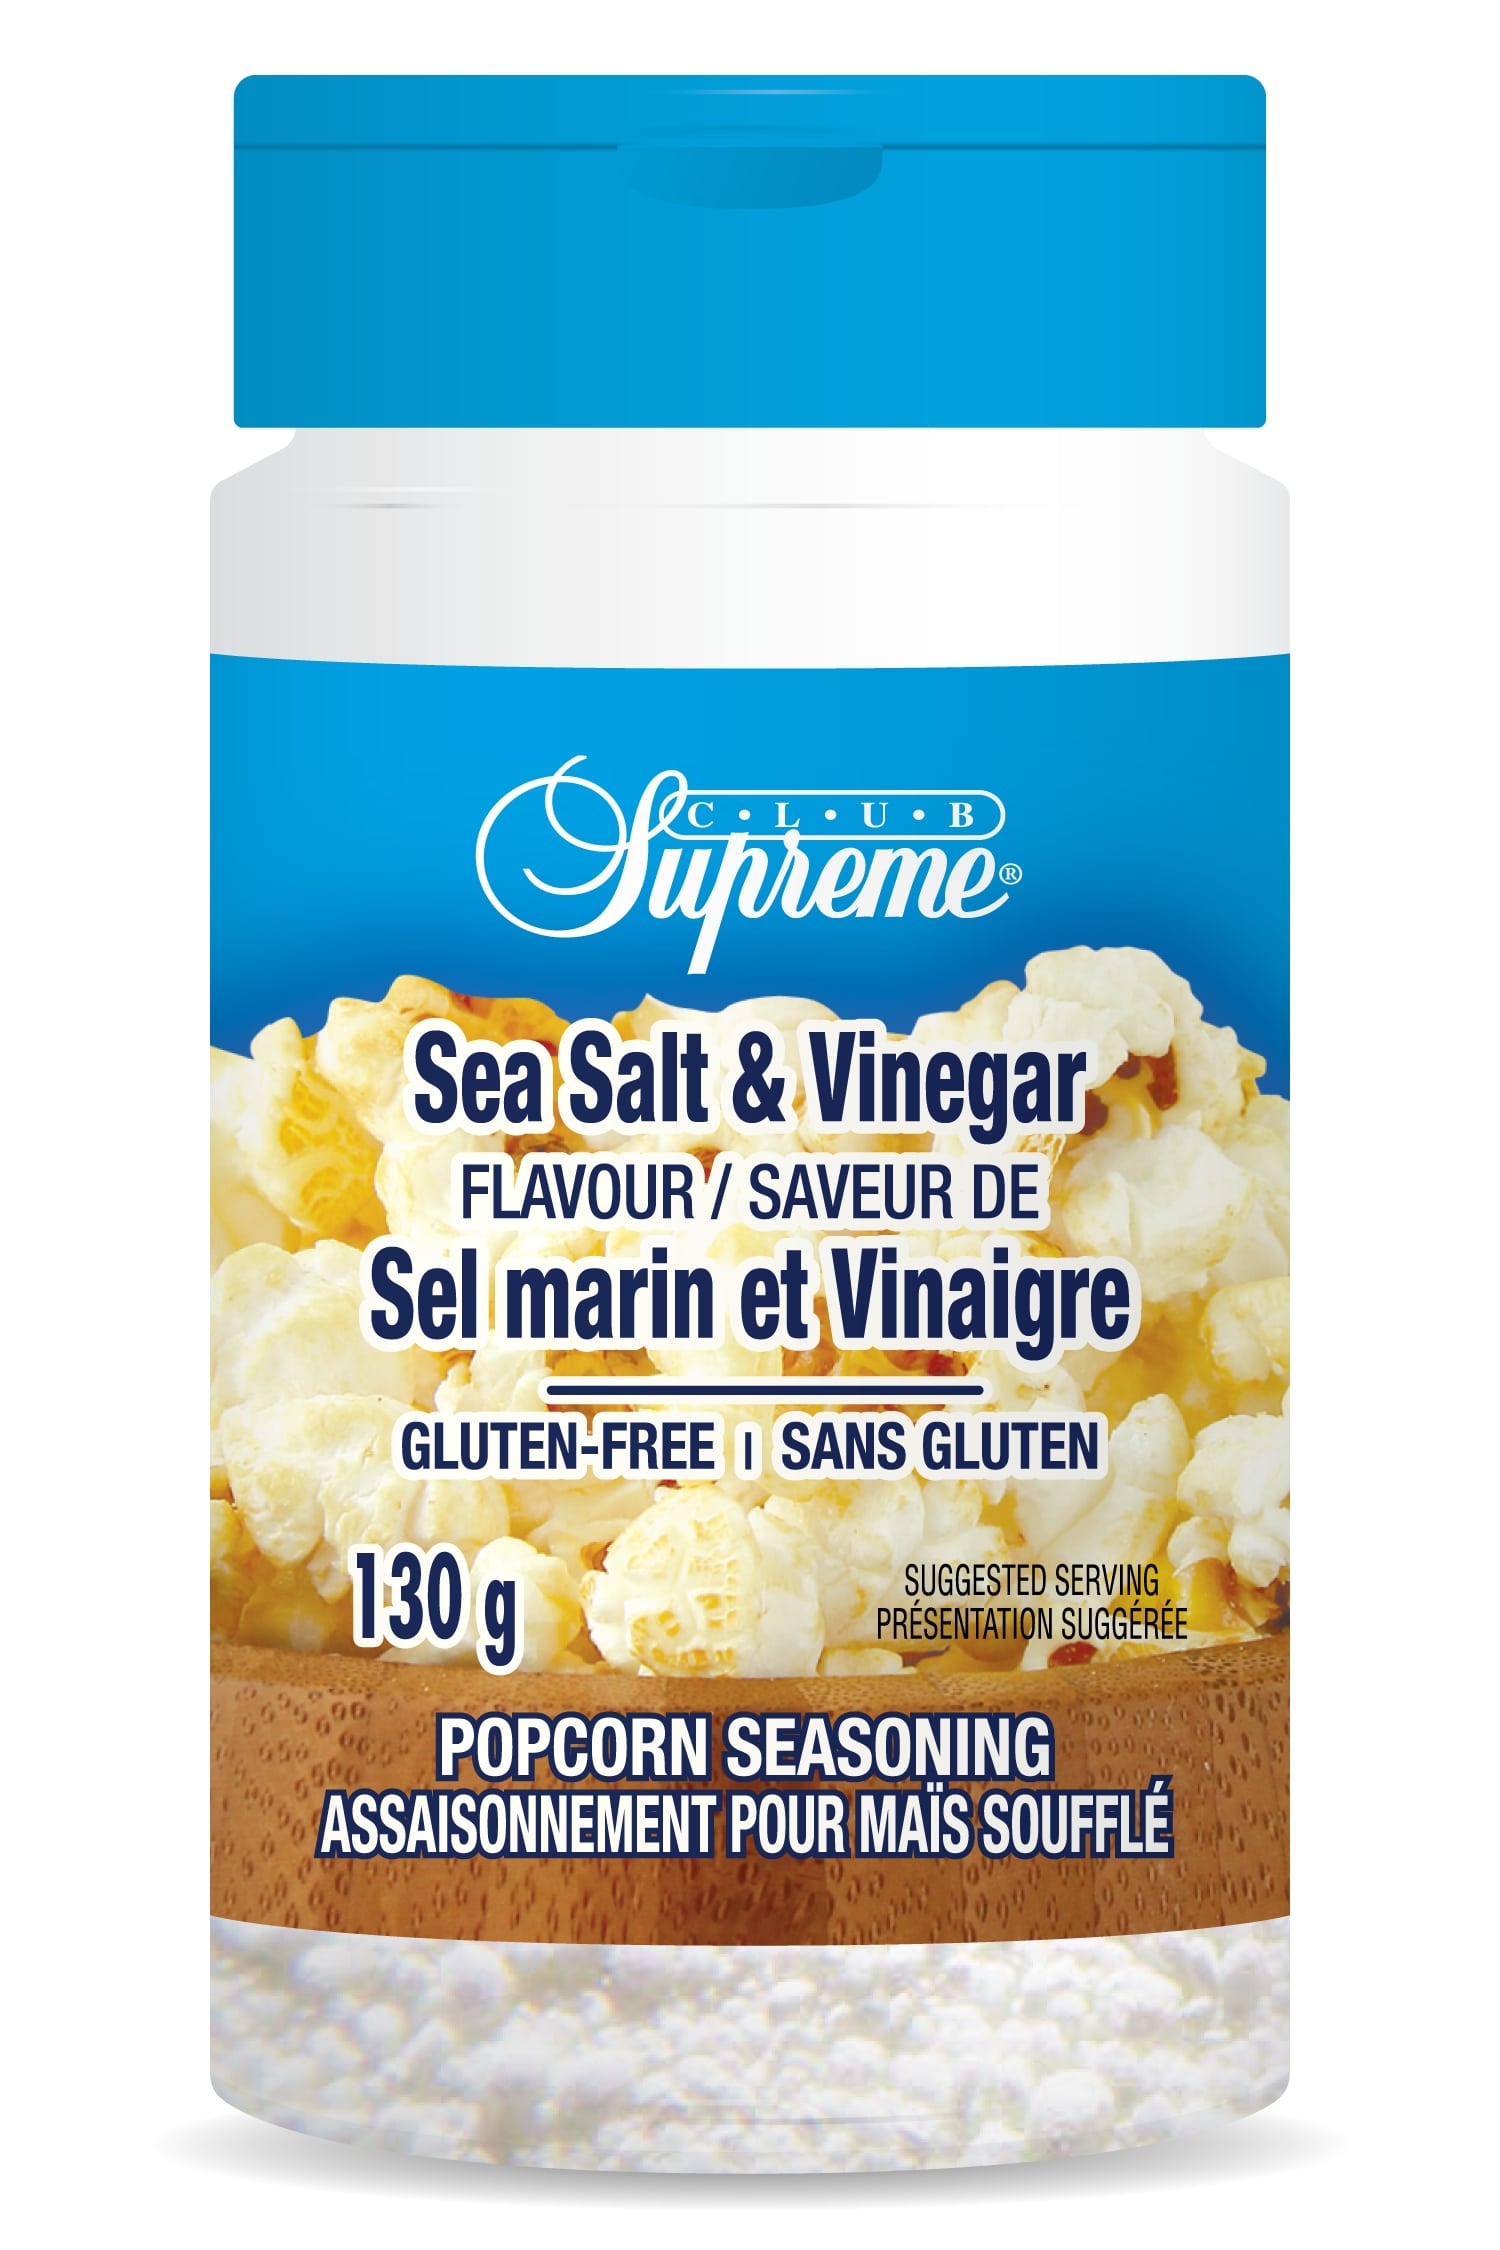 C·L·U·B
Supreme®
Sea Salt & Vinegar
FLAVOUR / SAVEUR DE
Sel marin et Vinaigre
GLUTEN-FREE | SANS GLUTEN
130 g
SUGGESTED SERVING
PRÉSENTATION SUGGÉRÉE
POPCORN SEASONING
ASSAISONNEMENT POUR MAÏS SOUFFLÉ